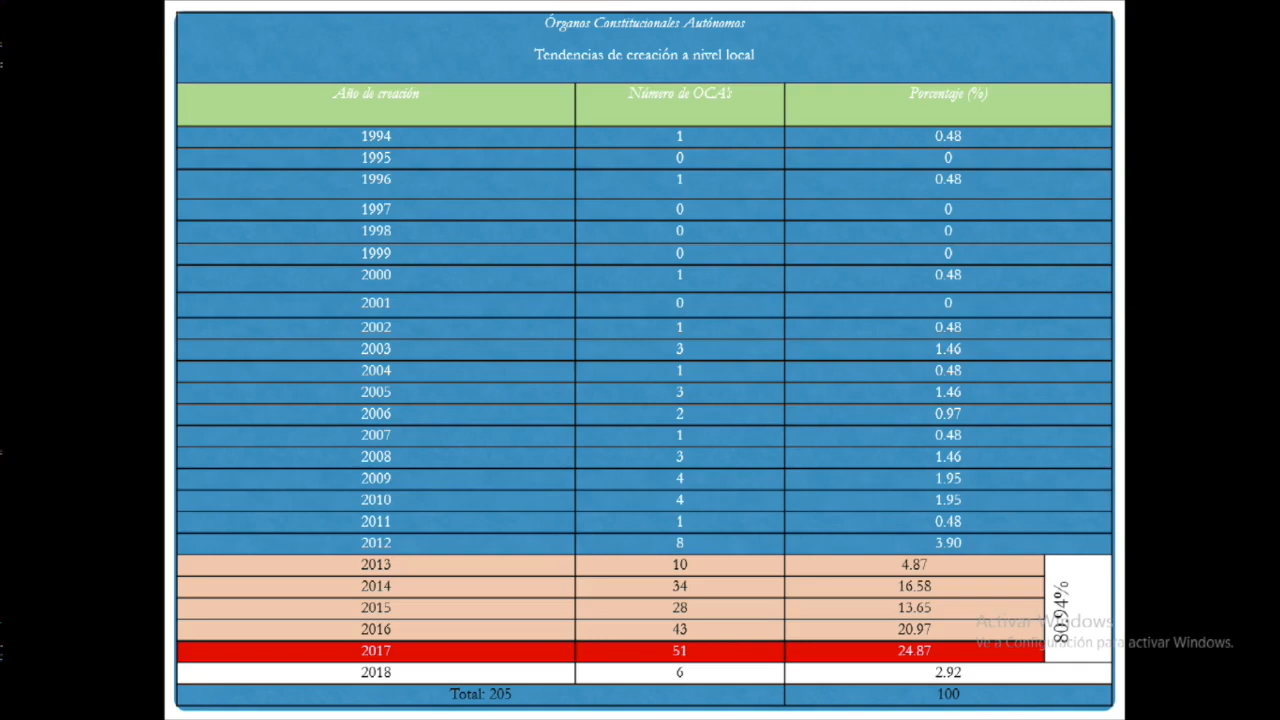 Órganos Constitucionales Autónomos
Tendencias de creación a nivel local
Año de creación Número de OCA's Porcentaje (%)
1994 1 0.48
1995 0 0
1996 1 0.48
1997 0 0
1998 0 0
1999 0 0
2000 1 0.48
2001 0 0
2002 1 0.48
2003 3 1.46
2004 1 0.48
2005 3 1.46
2006 2 0.97
2007 1 0.48
2008 3 1.46
2009 4 1.95
2010 4 1.95
2011 1 0.48
2012 8 3.90
2013 10 4.87
2014 34 16.58
2015 28 13.65
2016 43 20.97
2017 51 24.87
80.94%
2018 6 2.92
Total: 205 100
Activar Windows
Ve a Configuración para activar Windows.